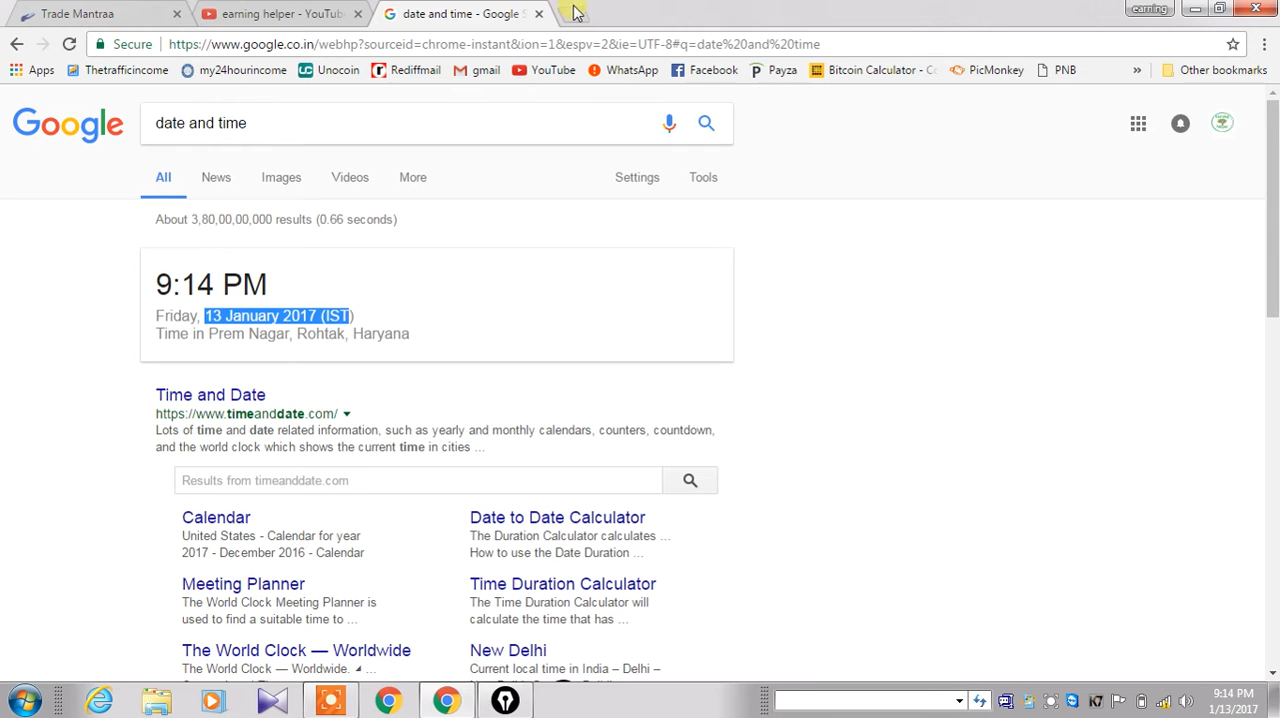 Trade Mantraa
earning helper - YouTube
date and time - Google S
earning
Secure
https://www.google.co.in/webhp?sourceid=chrome-instant&ion=1&espv=2&ie=UTF-8#q=date%20and%20time
Apps
Thetrafficincome
my24hourincome
Unocoin
Rediffmail
gmail
YouTube
WhatsApp
Facebook
Payza
Bitcoin Calculator - Co
PicMonkey
PNB
»
Other bookmarks
Google
date and time
All
News
Images
Videos
More
Settings
Tools
About 3,80,00,00,000 results (0.66 seconds)
9:14 PM
Friday, 13 January 2017 (IST)
Time in Prem Nagar, Rohtak, Haryana
Time and Date
https://www.timeanddate.com/
Lots of time and date related information, such as yearly and monthly calendars, counters, countdown,
and the world clock which shows the current time in cities ...
Results from timeanddate.com
Calendar
United States - Calendar for year
2017 - December 2016 - Calendar
Date to Date Calculator
The Duration Calculator calculates ...
How to use the Date Duration ...
Meeting Planner
The World Clock Meeting Planner is
used to find a suitable time to ...
Time Duration Calculator
The Time Duration Calculator will
calculate the time that has ...
The World Clock — Worldwide
The World Clock — Worldwide.
New Delhi
Current local time in India – Delhi –
9:14 PM
1/13/2017